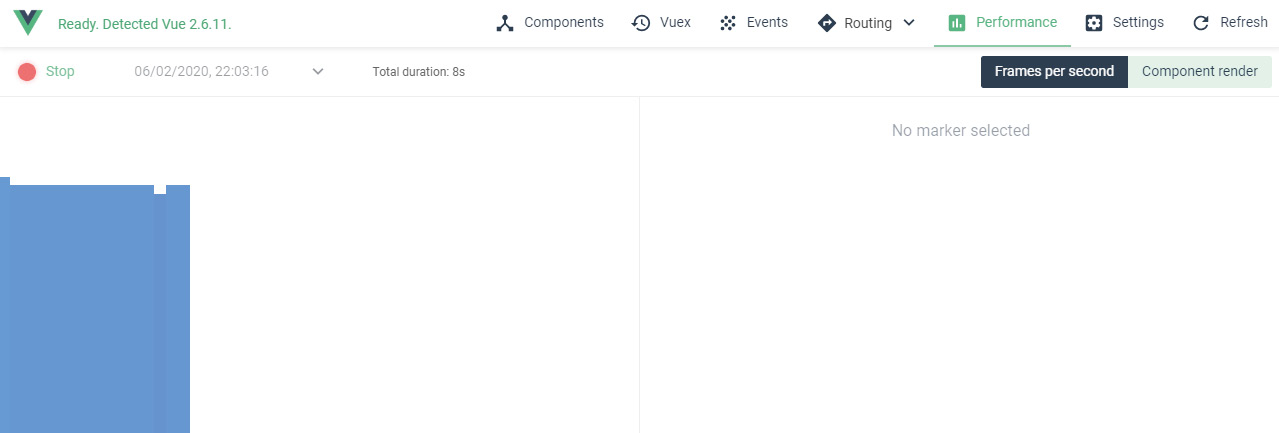 Ready. Detected Vue 2.6.11.
Components
Vuex
Events
Routing
Performance
Settings
Refresh
Stop
06/02/2020, 22:03:16
Total duration: 8s
Frames per second
Component render
No marker selected